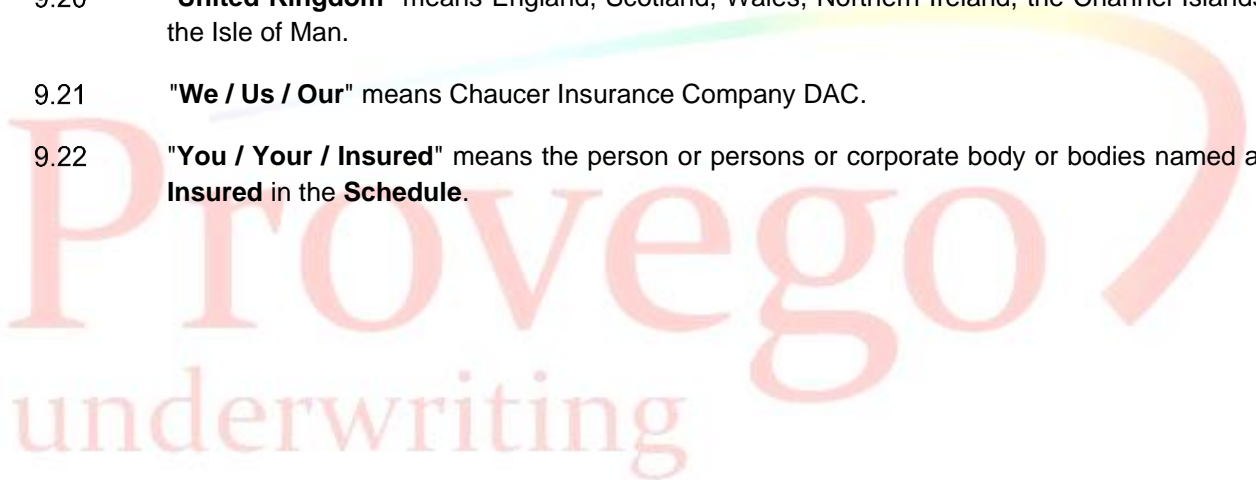 9.20 "United Kingdom" means England, Scotland, Wales, Northern Ireland, the Channel Islands
the Isle of Man.
9.21 "We / Us / Our" means Chaucer Insurance Company DAC.
9.22 "You / Your / Insured" means the person or persons or corporate body or bodies named a
Insured in the Schedule.
Provego
underwriting